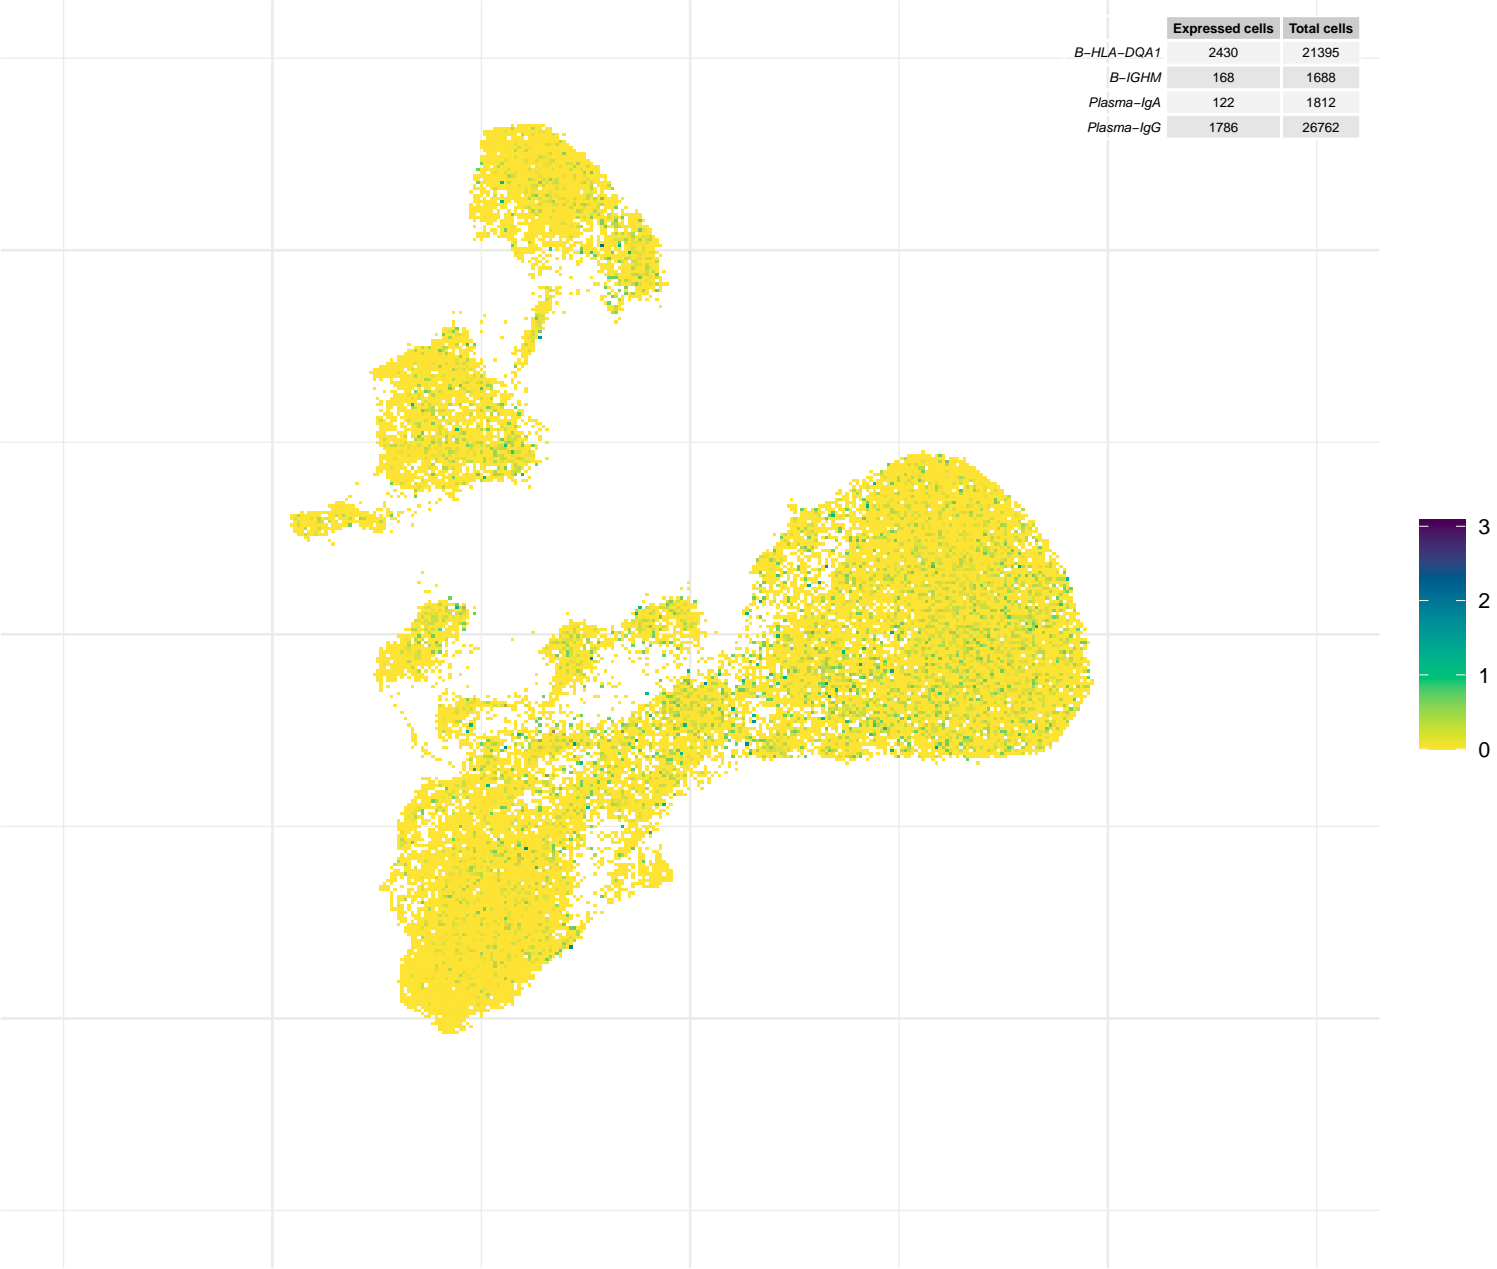 Expressed cells Total cells
B−HLA−DQA1 2430 21395
B−IGHM 168 1688
Plasma−IgA 122 1812
Plasma−IgG 1786 26762
3
2
1
0